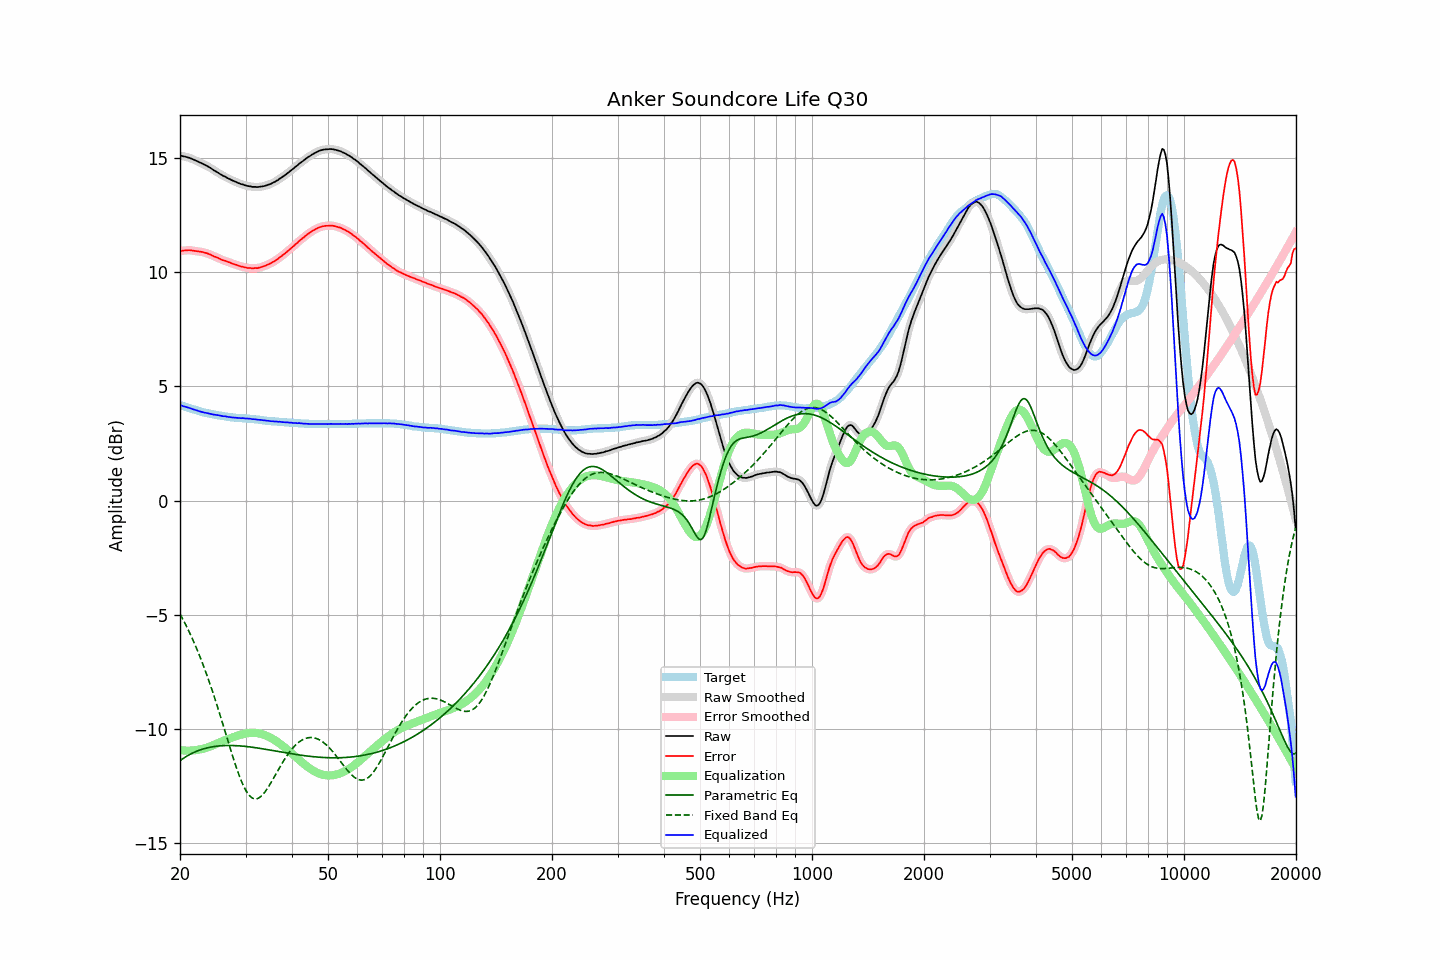 Anker Soundcore Life Q30
Amplitude (dBr)
15
10
5
0
−5
−10
−15
Target
Raw Smoothed
Error Smoothed
Raw
Error
Equalization
Parametric Eq
Fixed Band Eq
Equalized
20 50 100 200 500 1000 2000 5000 10000 20000
Frequency (Hz)